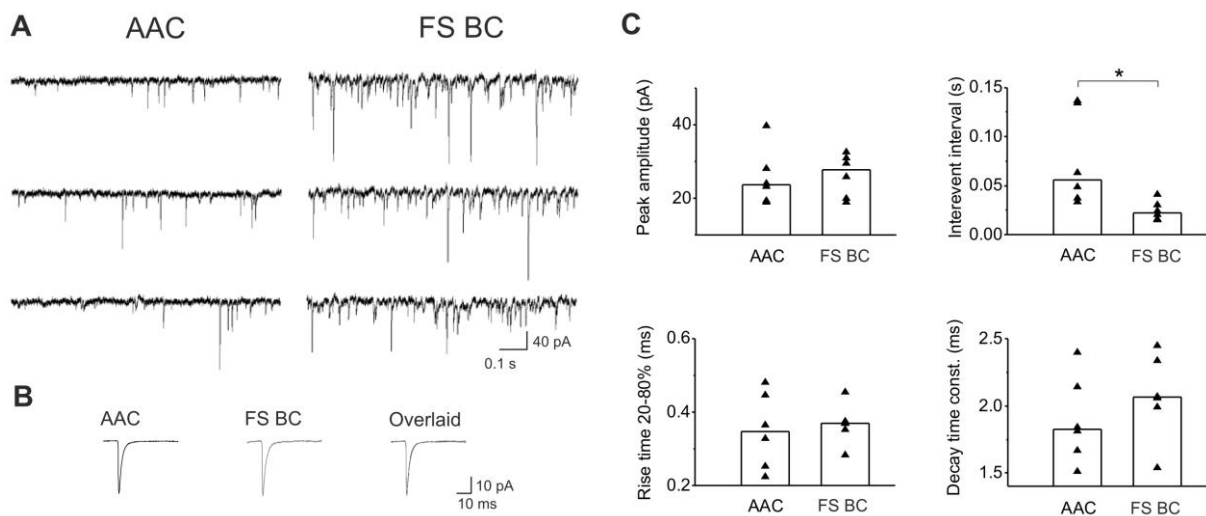 A
AAC
FS BC
40 pA
0.1 s
B
AAC
FS BC
Overlaid
10 pA
10 ms
C
Peak amplitude (pA)
40
20
AAC
FS BC
Interevent interval (s)
0.15
0.10
0.05
0.00
*
AAC
FS BC
Rise time 20-80% (ms)
0.6
0.4
0.2
AAC
FS BC
Decay time const. (ms)
2.5
2.0
1.5
AAC
FS BC